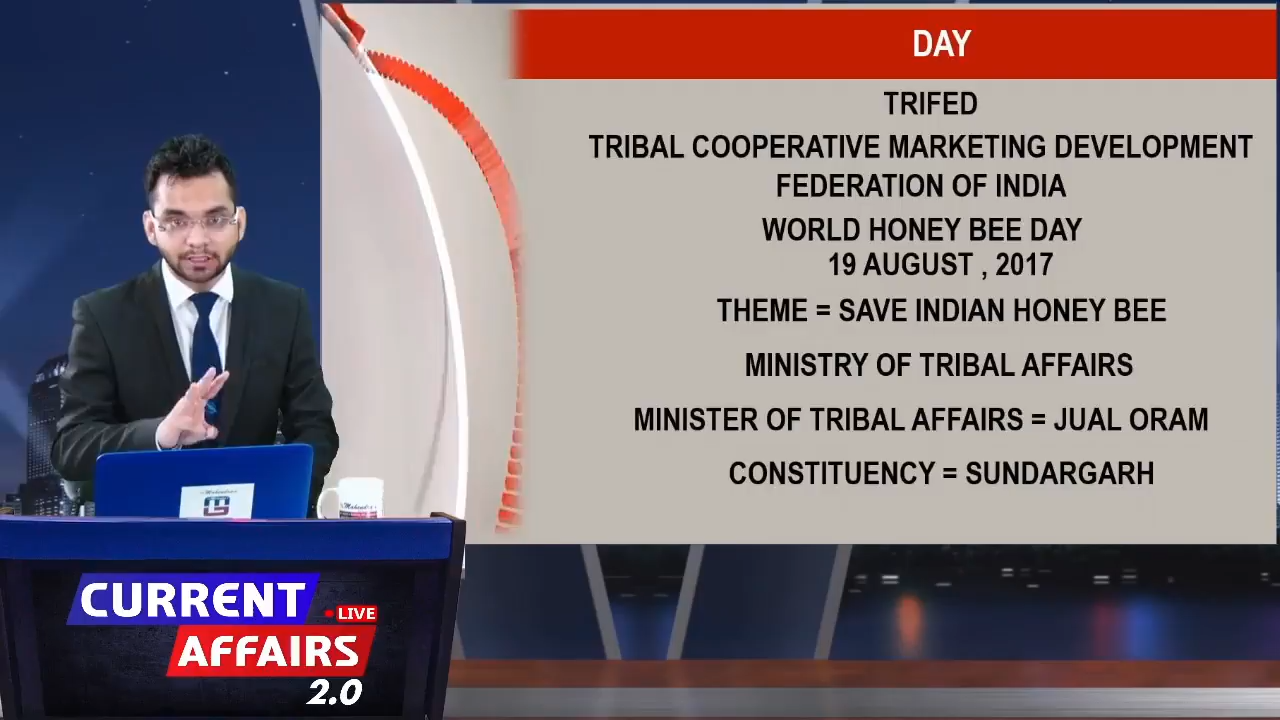 DAY
TRIFED
TRIBAL COOPERATIVE MARKETING DEVELOPMENT
FEDERATION OF INDIA
WORLD HONEY BEE DAY
19 AUGUST , 2017
THEME = SAVE INDIAN HONEY BEE
MINISTRY OF TRIBAL AFFAIRS
MINISTER OF TRIBAL AFFAIRS = JUAL ORAM
CONSTITUENCY = SUNDARGARH
Mahendra's
Mahendra's
CURRENT
LIVE
AFFAIRS
2.0